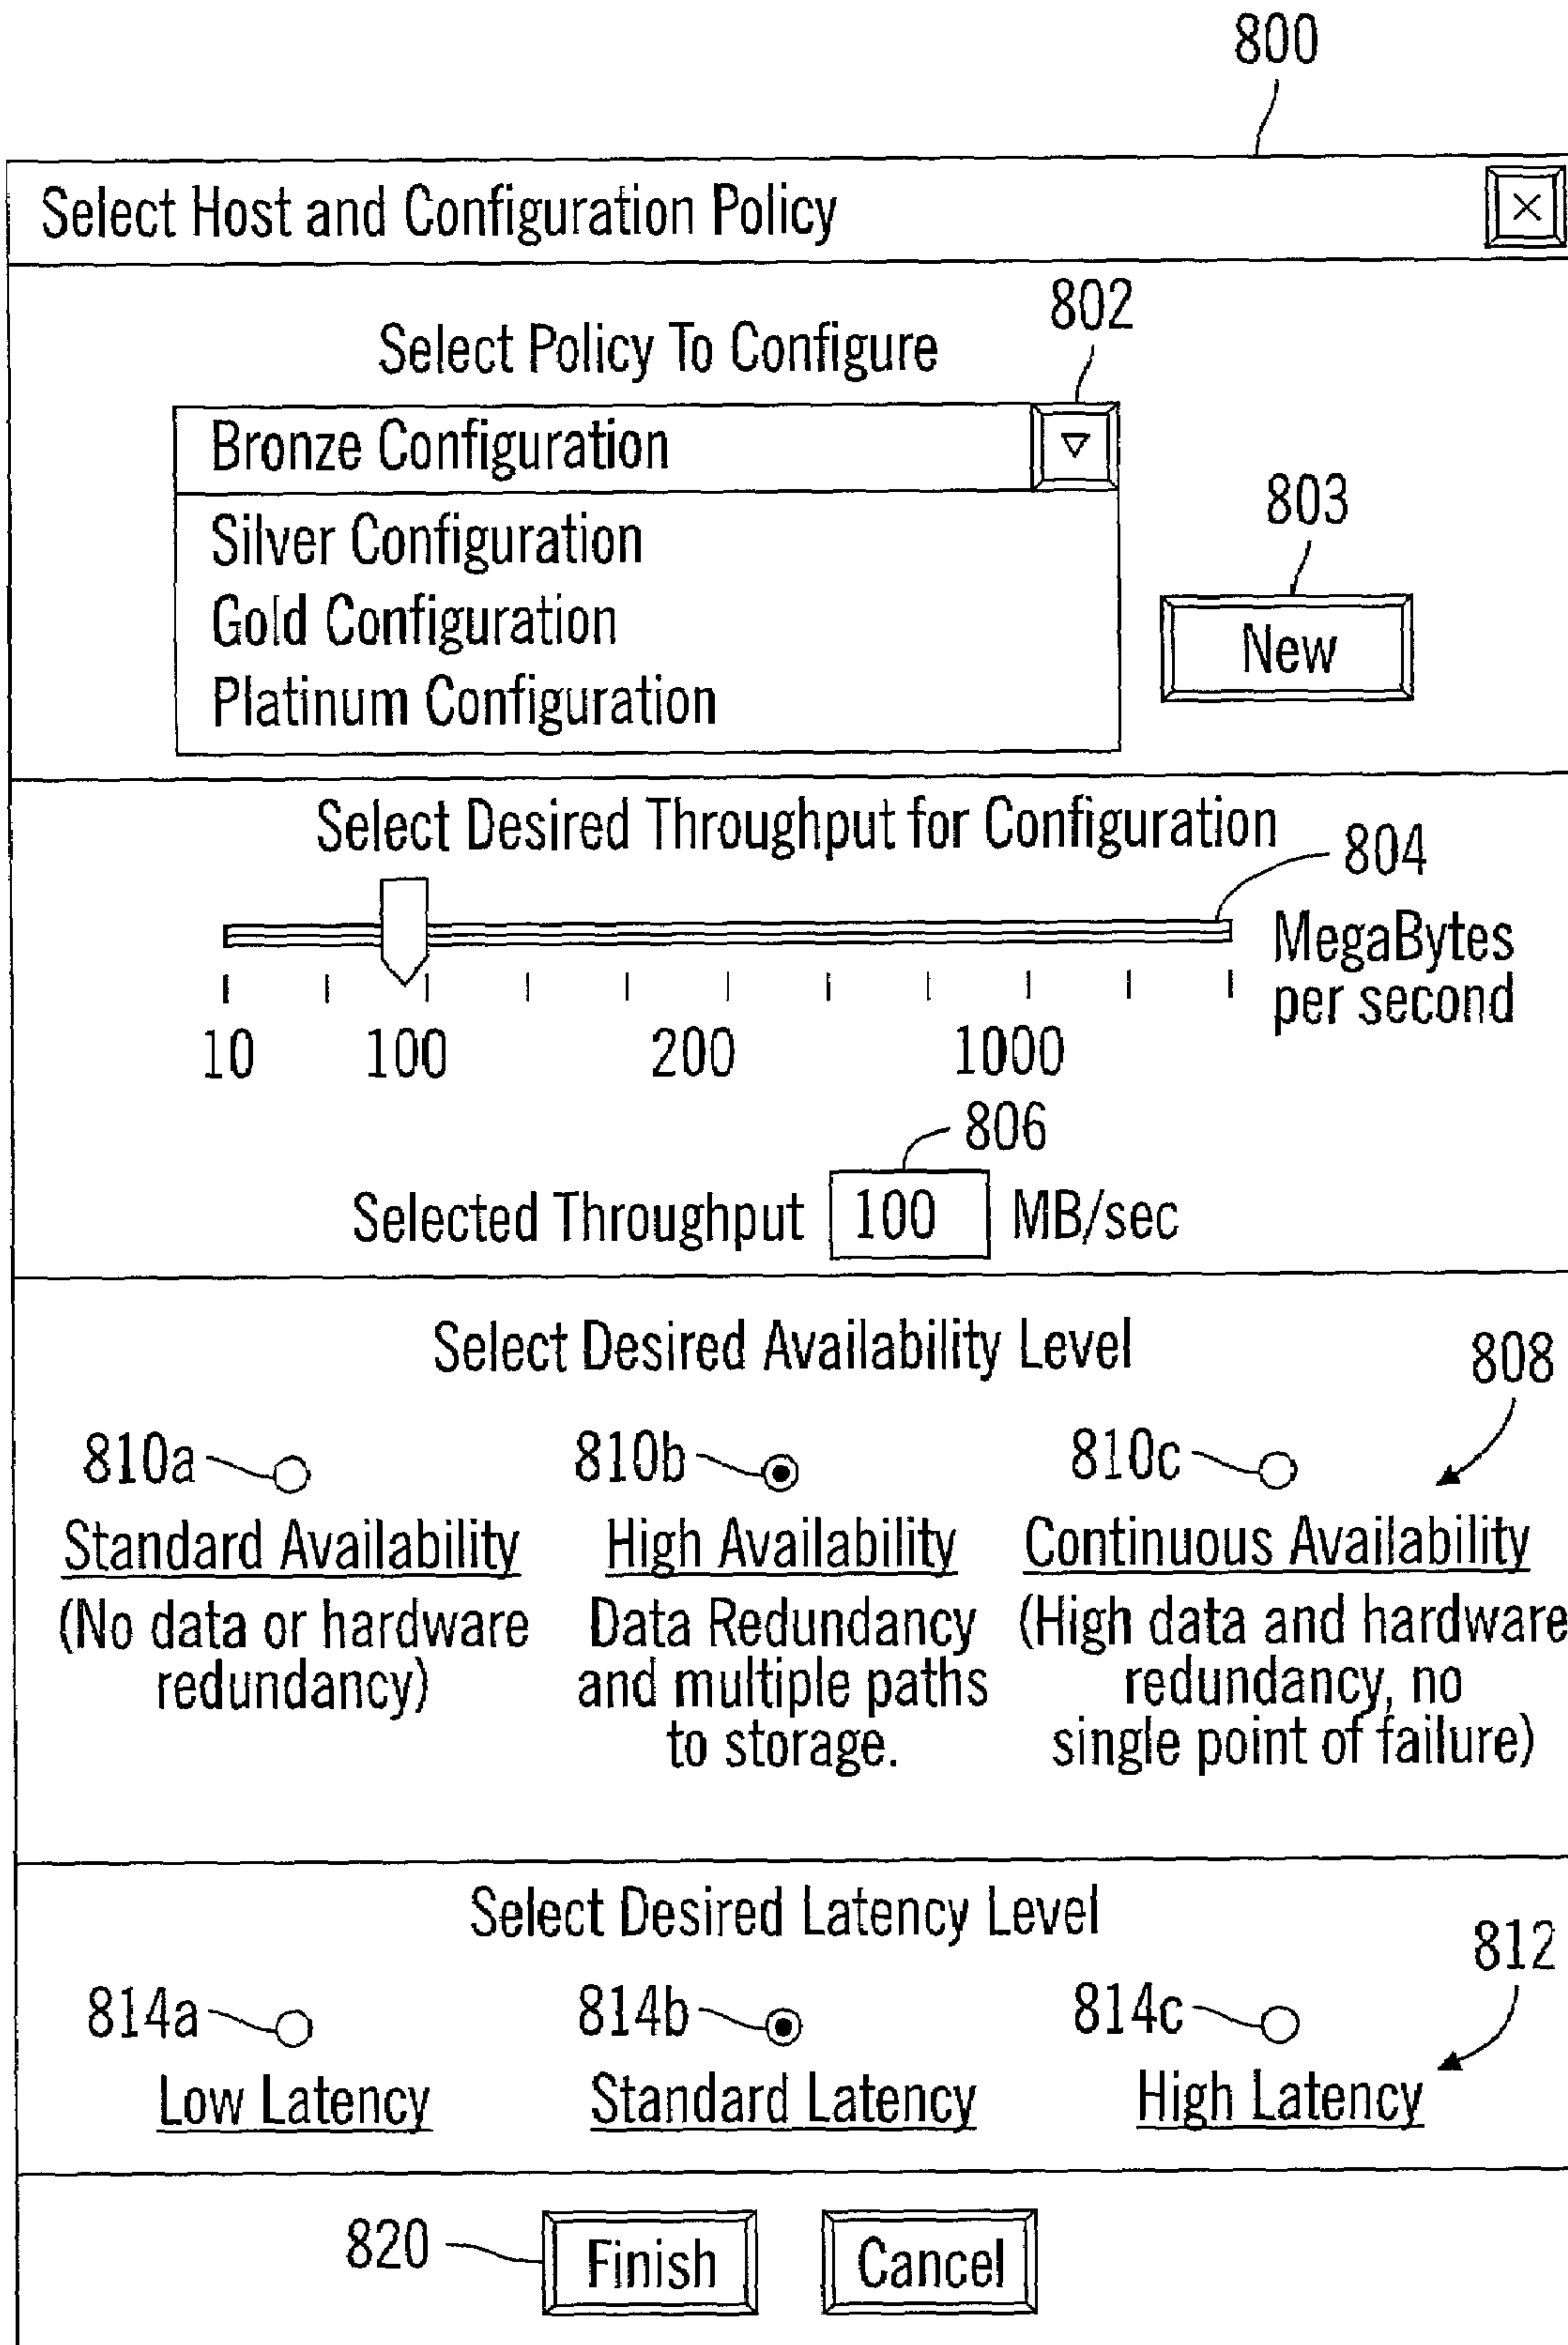 800
Select Host and Configuration Policy
Select Policy To Configure
802
Bronze Configuration
Silver Configuration
Gold Configuration
Platinum Configuration
803
New
Select Desired Throughput for Configuration
804
MegaBytes
per second
10 100 200 1000
806
Selected Throughput 100 MB/sec
Select Desired Availability Level
808
810a 810b 810c
Standard Availability
(No data or hardware
redundancy)
High Availability
Data Redundancy
and multiple paths
to storage.
Continuous Availability
(High data and hardware
redundancy, no
single point of failure)
Select Desired Latency Level
812
814a 814b 814c
Low Latency Standard Latency High Latency
820
Finish Cancel